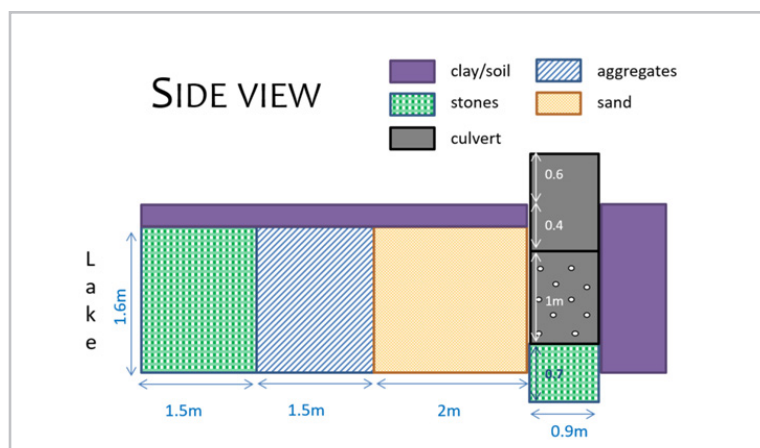 SIDE VIEW
clay/soil
aggregates
stones
sand
culvert
0.6
0.4
1m
0.7
Lake
1.6m
1.5m
1.5m
2m
0.9m